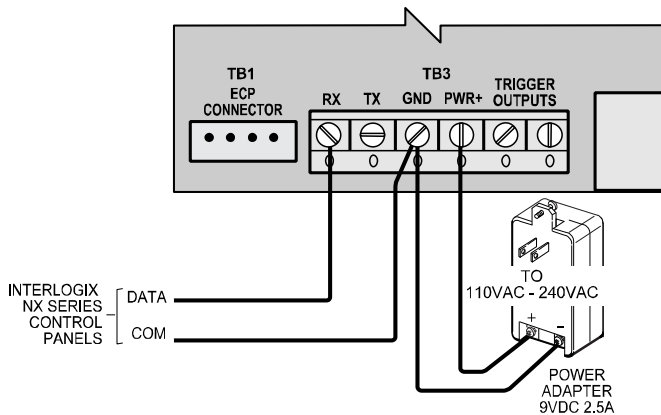 TB1
ECP
CONNECTOR
TB3
RX TX GND PWR+ TRIGGER
OUTPUTS
INTERLOGIX
NX SERIES
CONTROL
PANELS
DATA
COM
TO
110VAC - 240VAC
+ -
POWER
ADAPTER
9VDC 2.5A